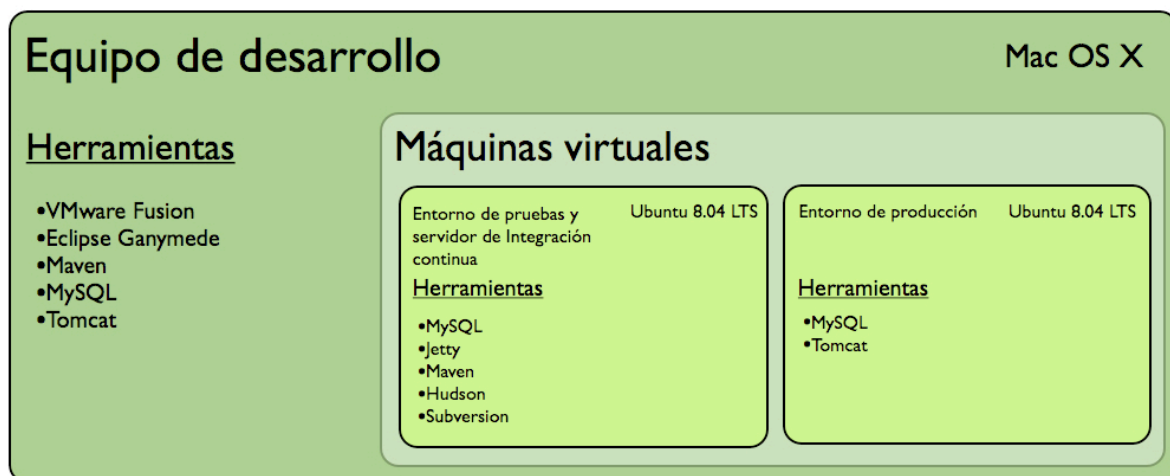 Equipo de desarrollo
Mac OS X
Herramientas
•VMware Fusion
•Eclipse Ganymede
•Maven
•MySQL
•Tomcat
Máquinas virtuales
Entorno de pruebas y
servidor de Integración
continua
Ubuntu 8.04 LTS
Herramientas
•MySQL
•Jetty
•Maven
•Hudson
•Subversion
Entorno de producción
Ubuntu 8.04 LTS
Herramientas
•MySQL
•Tomcat